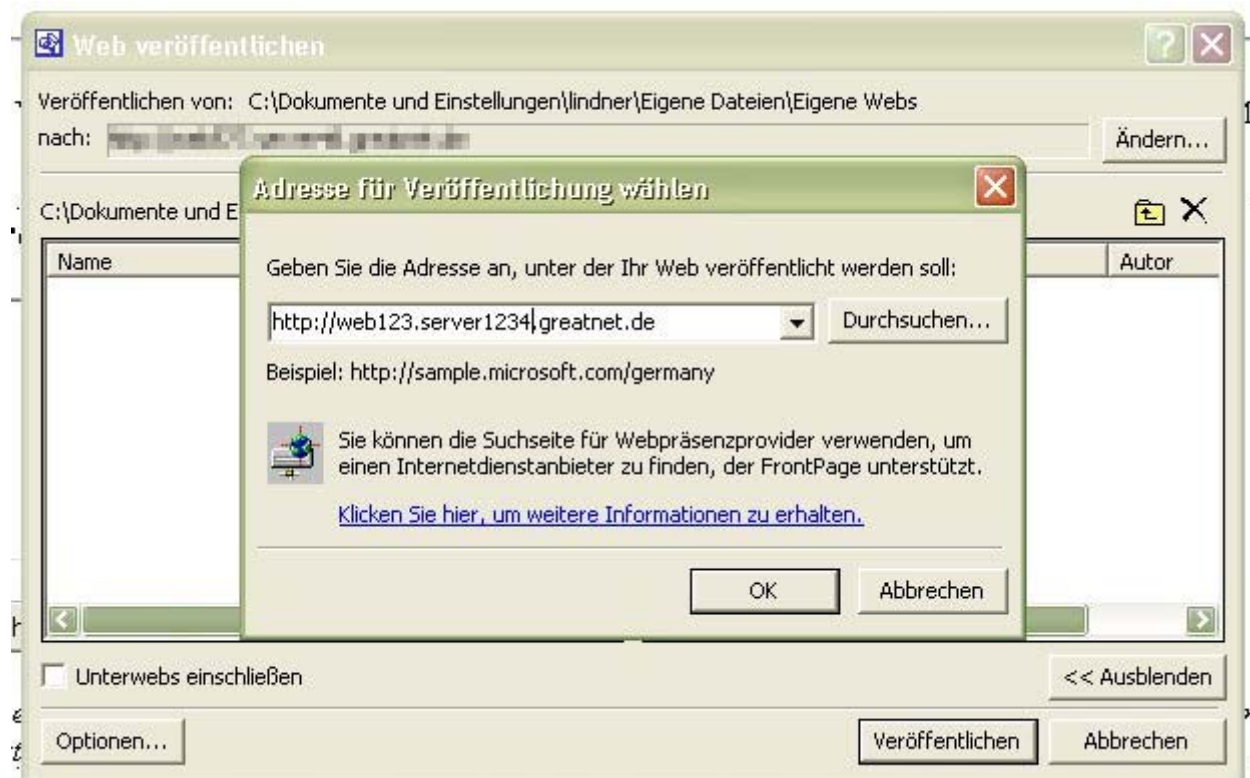 Web veröffentlichen
Veröffentlichen von: C:\Dokumente und Einstellungen\lindner\Eigene Dateien\Eigene Webs
nach:
Ändern...
Adresse für Veröffentlichung wählen
C:\Dokumente und E
Name
Autor
Geben Sie die Adresse an, unter der Ihr Web veröffentlicht werden soll:
http://web123.server1234.greatnet.de
Durchsuchen...
Beispiel: http://sample.microsoft.com/germany
Sie können die Suchseite für Webpräsenzprovider verwenden, um
einen Internetdienstanbieter zu finden, der FrontPage unterstützt.
Klicken Sie hier, um weitere Informationen zu erhalten.
OK
Abbrechen
Unterwebs einschließen
<< Ausblenden
Optionen...
Veröffentlichen
Abbrechen